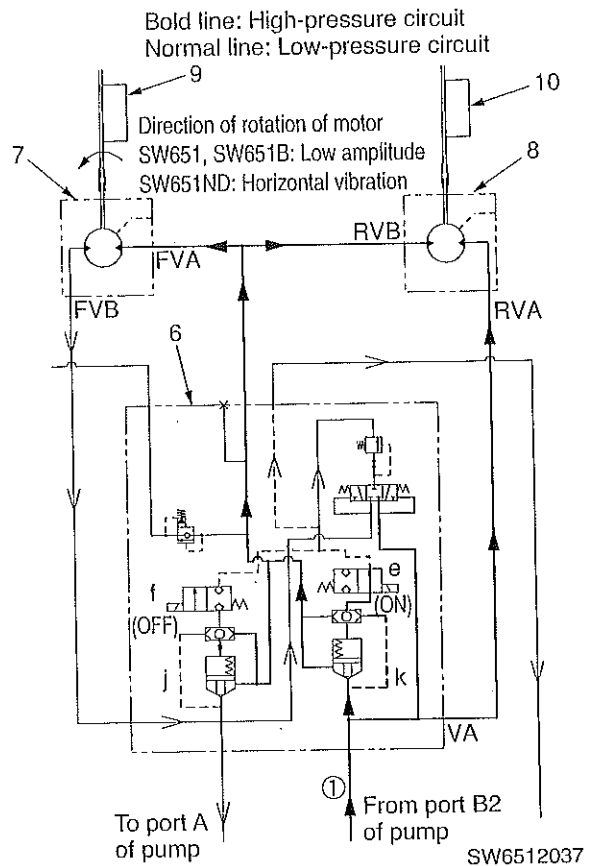 Bold line: High-pressure circuit
Normal line: Low-pressure circuit
9
10
Direction of rotation of motor
SW651, SW651B: Low amplitude
SW651ND: Horizontal vibration
7
8
RVB
FVA
FVB
RVA
6
e
(ON)
f
(OFF)
j
k
VA
①
To port A
of pump
From port B2
of pump
SW6512037